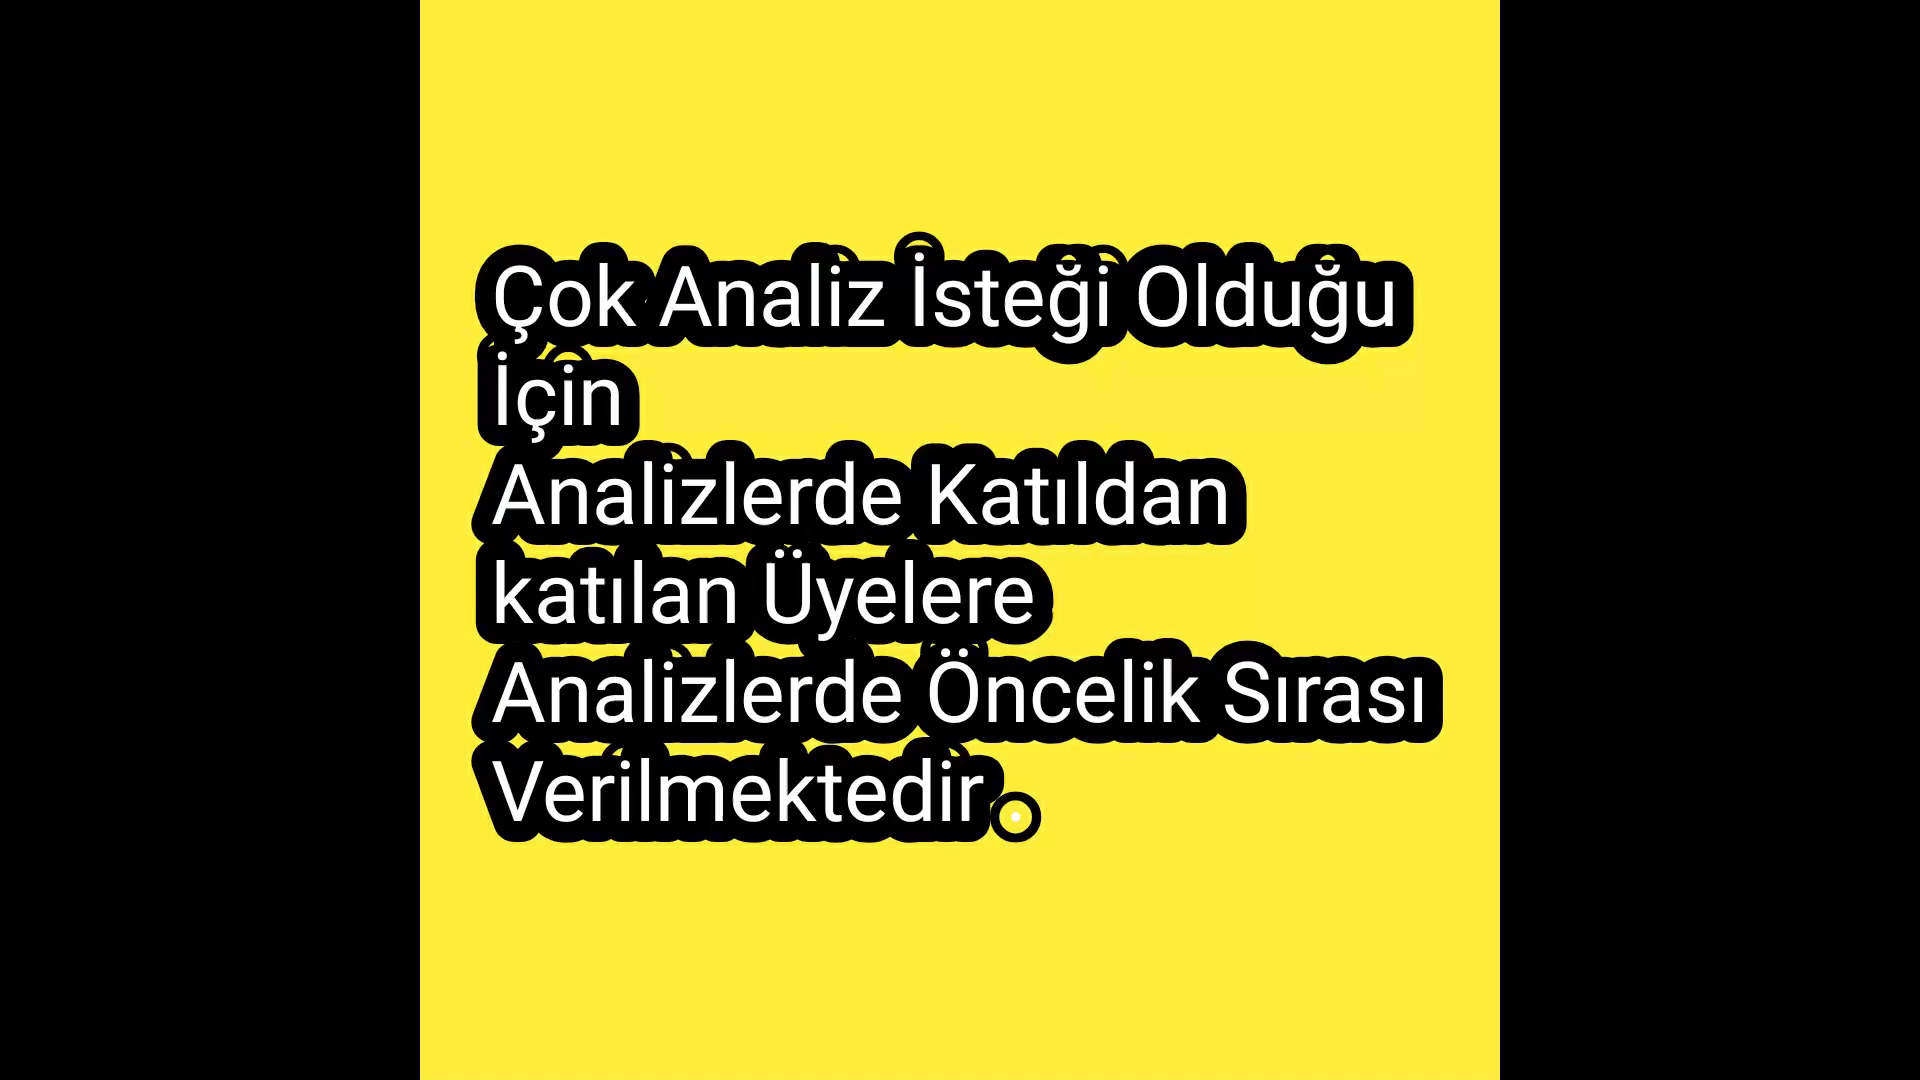 Çok Analiz İsteği Olduğu
İçin
Analizlerde Katıldan
katılan Üyelere
Analizlerde Öncelik Sırası
Verilmektedir.